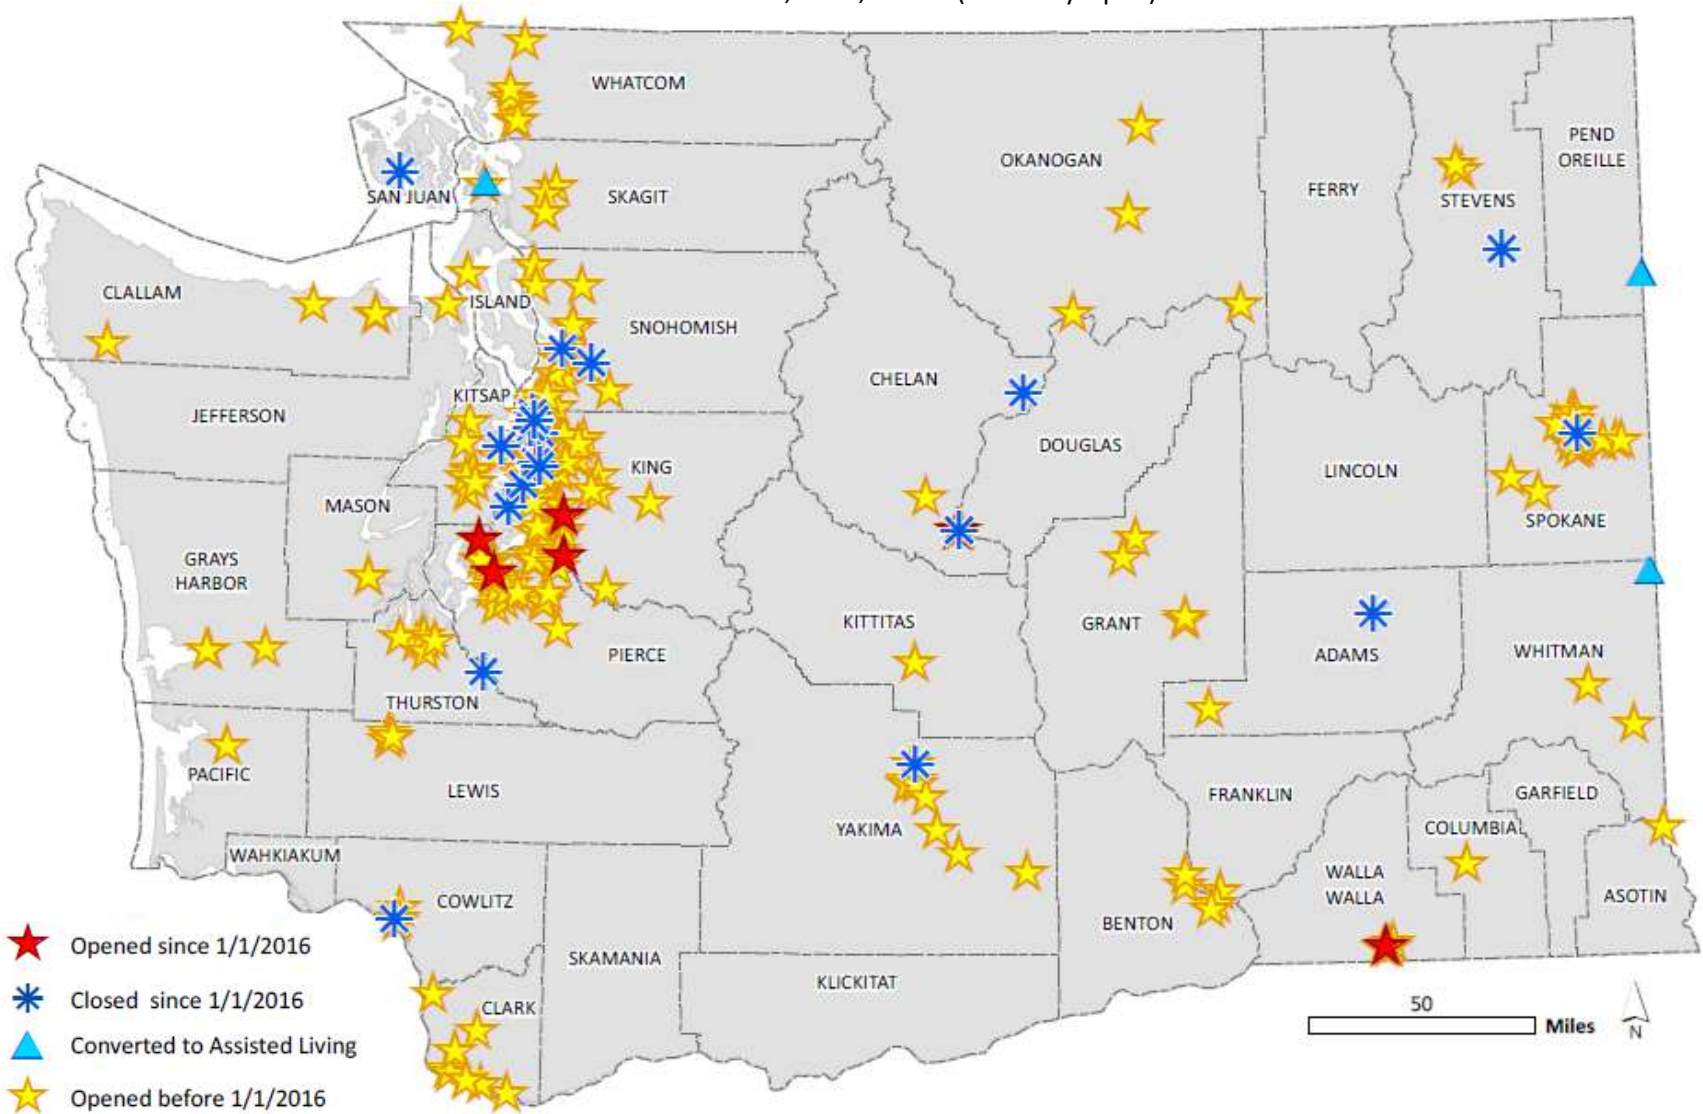 WHATCOM
PEND
OREILLE
OKANOGAN
SAN JUAN
SKAGIT
FERRY
STEVENS
CLALLAM
ISLAND
SNOHOMISH
CHELAN
KITSAP
JEFFERSON
DOUGLAS
KING
LINCOLN
MASON
SPOKANE
GRAYS
HARBOR
KITTITAS
GRANT
ADAMS
WHITMAN
PIERCE
THURSTON
PACIFIC
LEWIS
FRANKLIN
GARFIELD
YAKIMA
COLUMBIA
WAHKIAKUM
WALLA
WALLA
ASOTIN
COWLITZ
BENTON
SKAMANIA
KLICKITAT
CLARK
Opened since 1/1/2016
Closed since 1/1/2016
Converted to Assisted Living
Opened before 1/1/2016
50
Miles
N